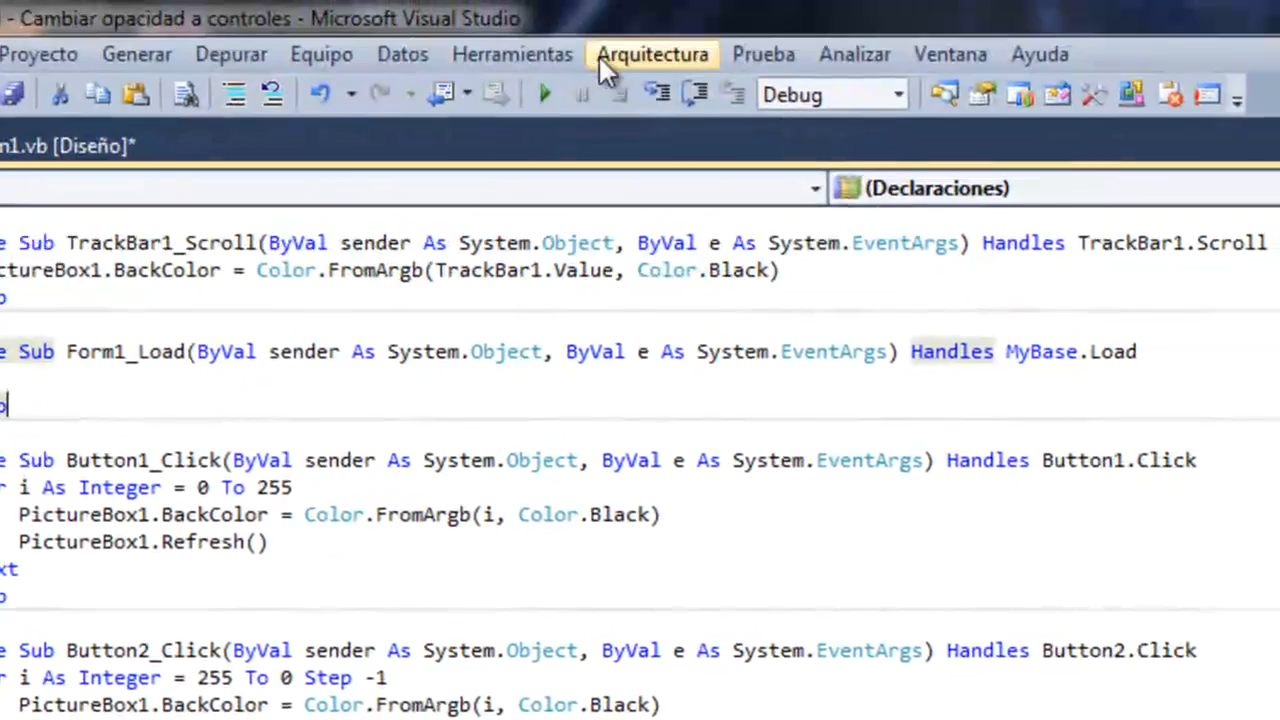 - Cambiar opacidad a controles - Microsoft Visual Studio
Proyecto Generar Depurar Equipo Datos Herramientas Arquitectura Prueba Analizar Ventana Ayuda
Debug
m1.vb [Diseño]*
(Declaraciones)
e Sub TrackBar1_Scroll(ByVal sender As System.Object, ByVal e As System.EventArgs) Handles TrackBar1.Scroll
ctureBox1.BackColor = Color.FromArgb(TrackBar1.Value, Color.Black)
b
e Sub Form1_Load(ByVal sender As System.Object, ByVal e As System.EventArgs) Handles MyBase.Load
b
e Sub Button1_Click(ByVal sender As System.Object, ByVal e As System.EventArgs) Handles Button1.Click
r i As Integer = 0 To 255
PictureBox1.BackColor = Color.FromArgb(i, Color.Black)
PictureBox1.Refresh()
xt
b
e Sub Button2_Click(ByVal sender As System.Object, ByVal e As System.EventArgs) Handles Button2.Click
r i As Integer = 255 To 0 Step -1
PictureBox1.BackColor = Color.FromArgb(i, Color.Black)